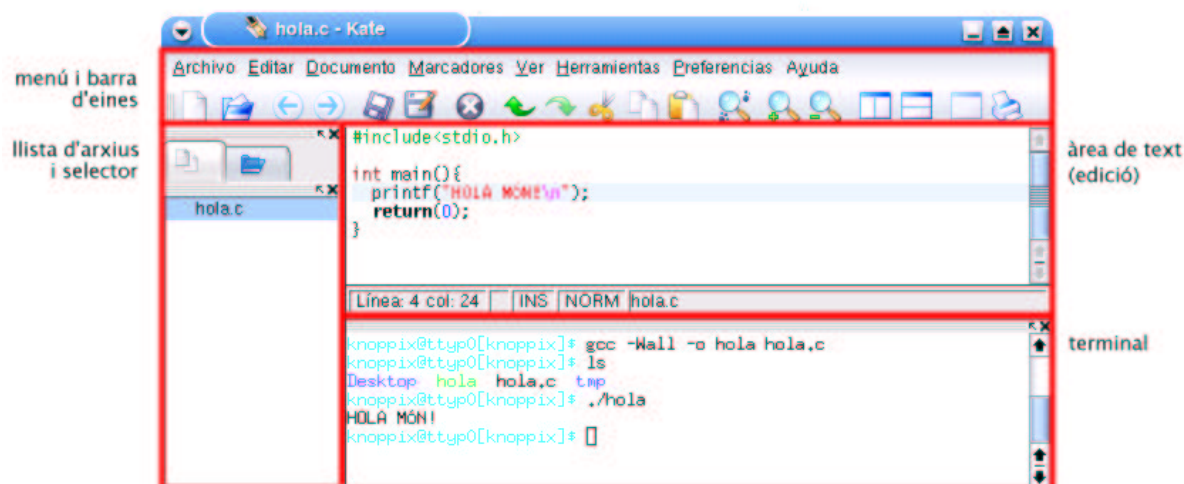 hola.c - Kate
menú i barra
d'eines
Archivo Editar Documento Marcadores Ver Herramientas Preferencias Ayuda
llista d'arxius
i selector
hola.c
#include<stdio.h>
int main(){
printf("HOLA MÓN!\n");
return(0);
}
àrea de text
(edició)
Línea: 4 col: 24 INS NORM hola.c
knoppix@ttyp0[knoppix]$ gcc -Wall -o hola hola.c
knoppix@ttyp0[knoppix]$ ls
Desktop hola hola.c tmp
knoppix@ttyp0[knoppix]$ ./hola
HOLA MÓN!
knoppix@ttyp0[knoppix]$
terminal